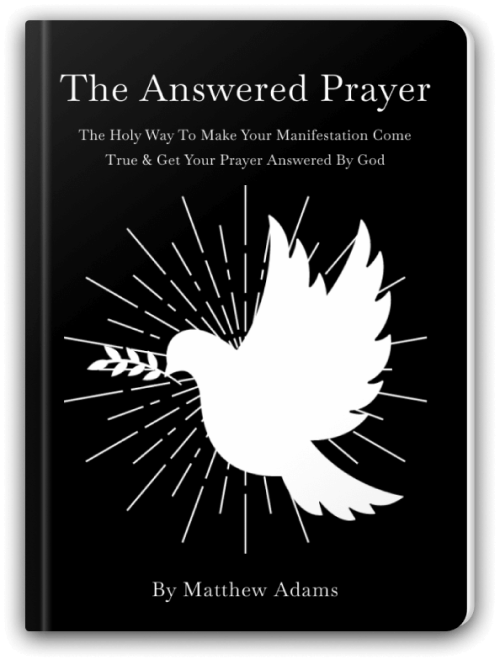 The Answered Prayer
The Holy Way To Make Your Manifestation Come
True & Get Your Prayer Answered By God
By Matthew Adams